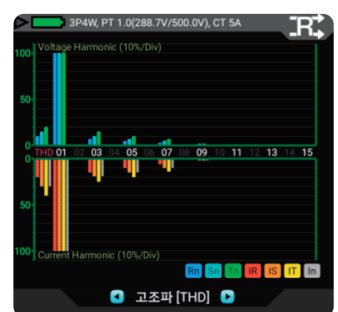 3P4W, PT 1.0(288.7V/500.0V), CT 5A
R
Voltage Harmonic (10%/Div)
100
50
0
THD 01 02 03 04 05 06 07 08 09 10 11 12 13 14 15
0
50
100
Current Harmonic (10%/Div)
Rn Sn Tn IR IS IT In
고조파 [THD]